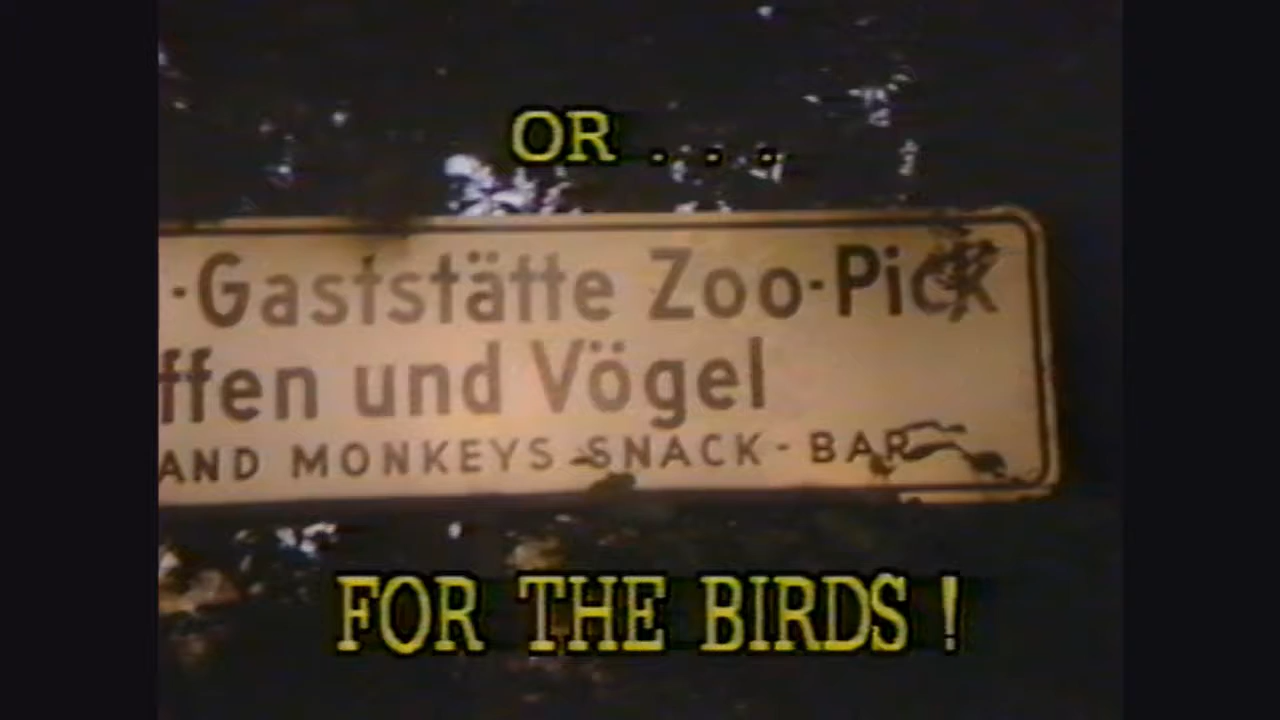 OR . . .
-Gaststätte Zoo-Pick
ffen und Vögel
AND MONKEYS SNACK-BAR
FOR THE BIRDS !